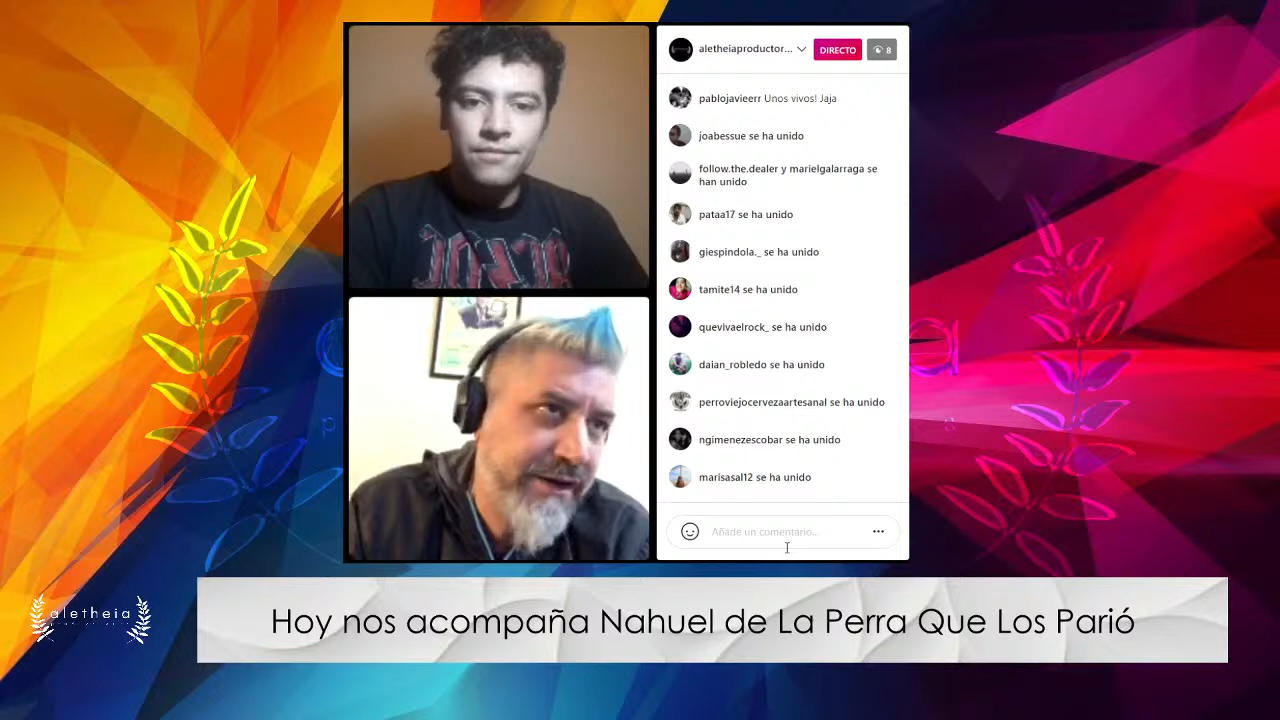 aletheiaproductor...
DIRECTO
8
pablojavieerr Unos vivos! Jaja
joabessue se ha unido
follow.the.dealer y marielgalarraga se
han unido
pataa17 se ha unido
giespindola._ se ha unido
tamite14 se ha unido
quevivaelrock_ se ha unido
daian_robledo se ha unido
perroviejocervezaartesanal se ha unido
ngimenezescobar se ha unido
marisasal12 se ha unido
Añade un comentario...
aletheia
Hoy nos acompaña Nahuel de La Perra Que Los Parió